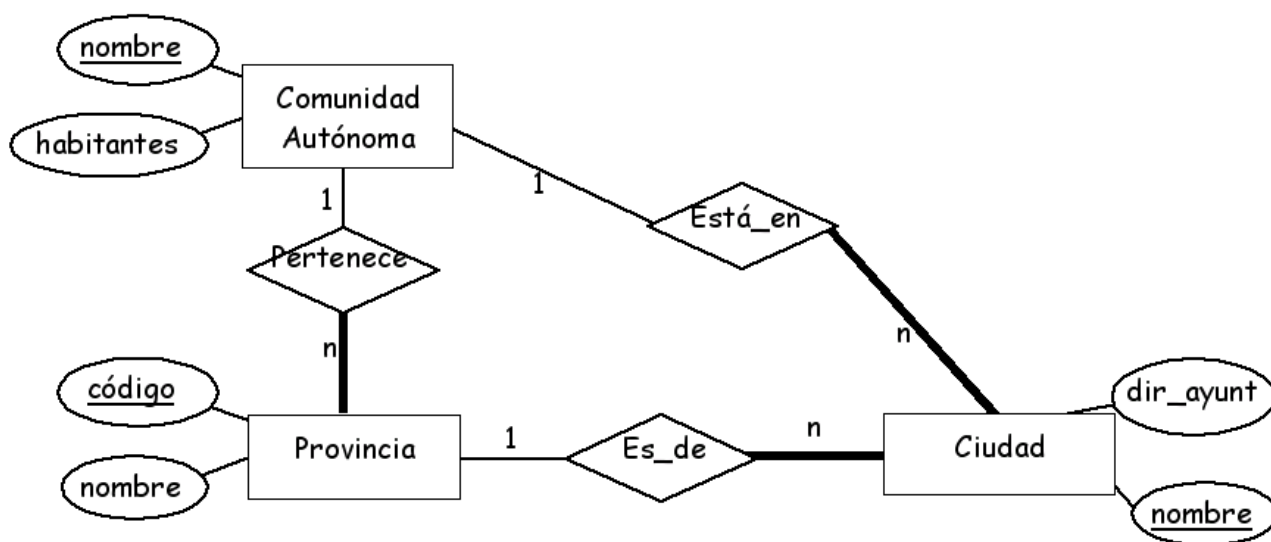 nombre
Comunidad
Autónoma
habitantes
1
1
Está_en
Pertenece
n
n
código
dir_ayunt
Provincia
1
Es_de
n
Ciudad
nombre
nombre